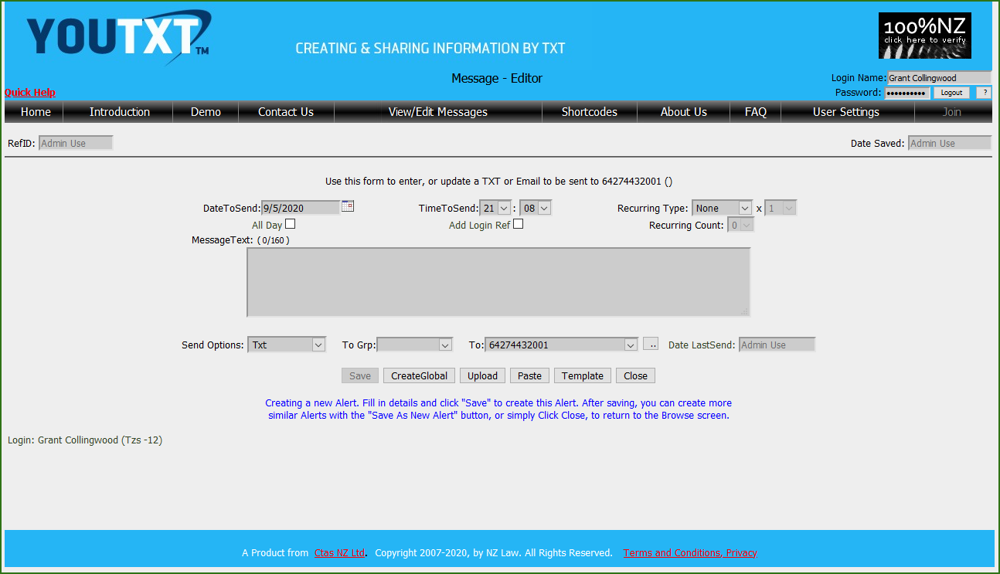 YOUTXT™
100%NZ
click here to verify
CREATING & SHARING INFORMATION BY TXT
Message - Editor
Login Name: Grant Collingwood
Quick Help
Password: •••••••••• Logout ?
Home Introduction Demo Contact Us View/Edit Messages Shortcodes About Us FAQ User Settings Join
RefID: Admin Use Date Saved: Admin Use
Use this form to enter, or update a TXT or Email to be sent to 64274432001 ()
DateToSend: 9/5/2020 TimeToSend: 21 : 08 Recurring Type: None x 1
All Day Add Login Ref Recurring Count: 0
MessageText: ( 0/160 )
Send Options: Txt To Grp: To: 64274432001 .. Date LastSend: Admin Use
Save CreateGlobal Upload Paste Template Close
Creating a new Alert. Fill in details and click "Save" to create this Alert. After saving, you can create more
similar Alerts with the "Save As New Alert" button, or simply Click Close, to return to the Browse screen.
Login: Grant Collingwood (Tzs -12)
A Product from Ctas NZ Ltd. Copyright 2007-2020, by NZ Law. All Rights Reserved. Terms and Conditions, Privacy